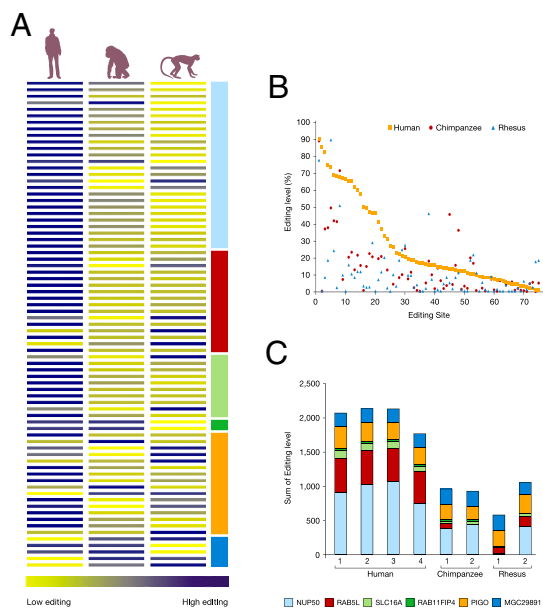 A
Low editing
High editing
B
Human
Chimpanzee
Rhesus
Editing level (%)
100
90
80
70
60
50
40
30
20
10
0
0 10 20 30 40 50 60 70
Editing Site
C
Sum of Editing level
2,500
2,000
1,500
1,000
500
0
1 2 3 4 1 2 1 2
Human Chimpanzee Rhesus
NUP50 RAB5L SLC16A RAB11FIP4 PIGO MGC29891